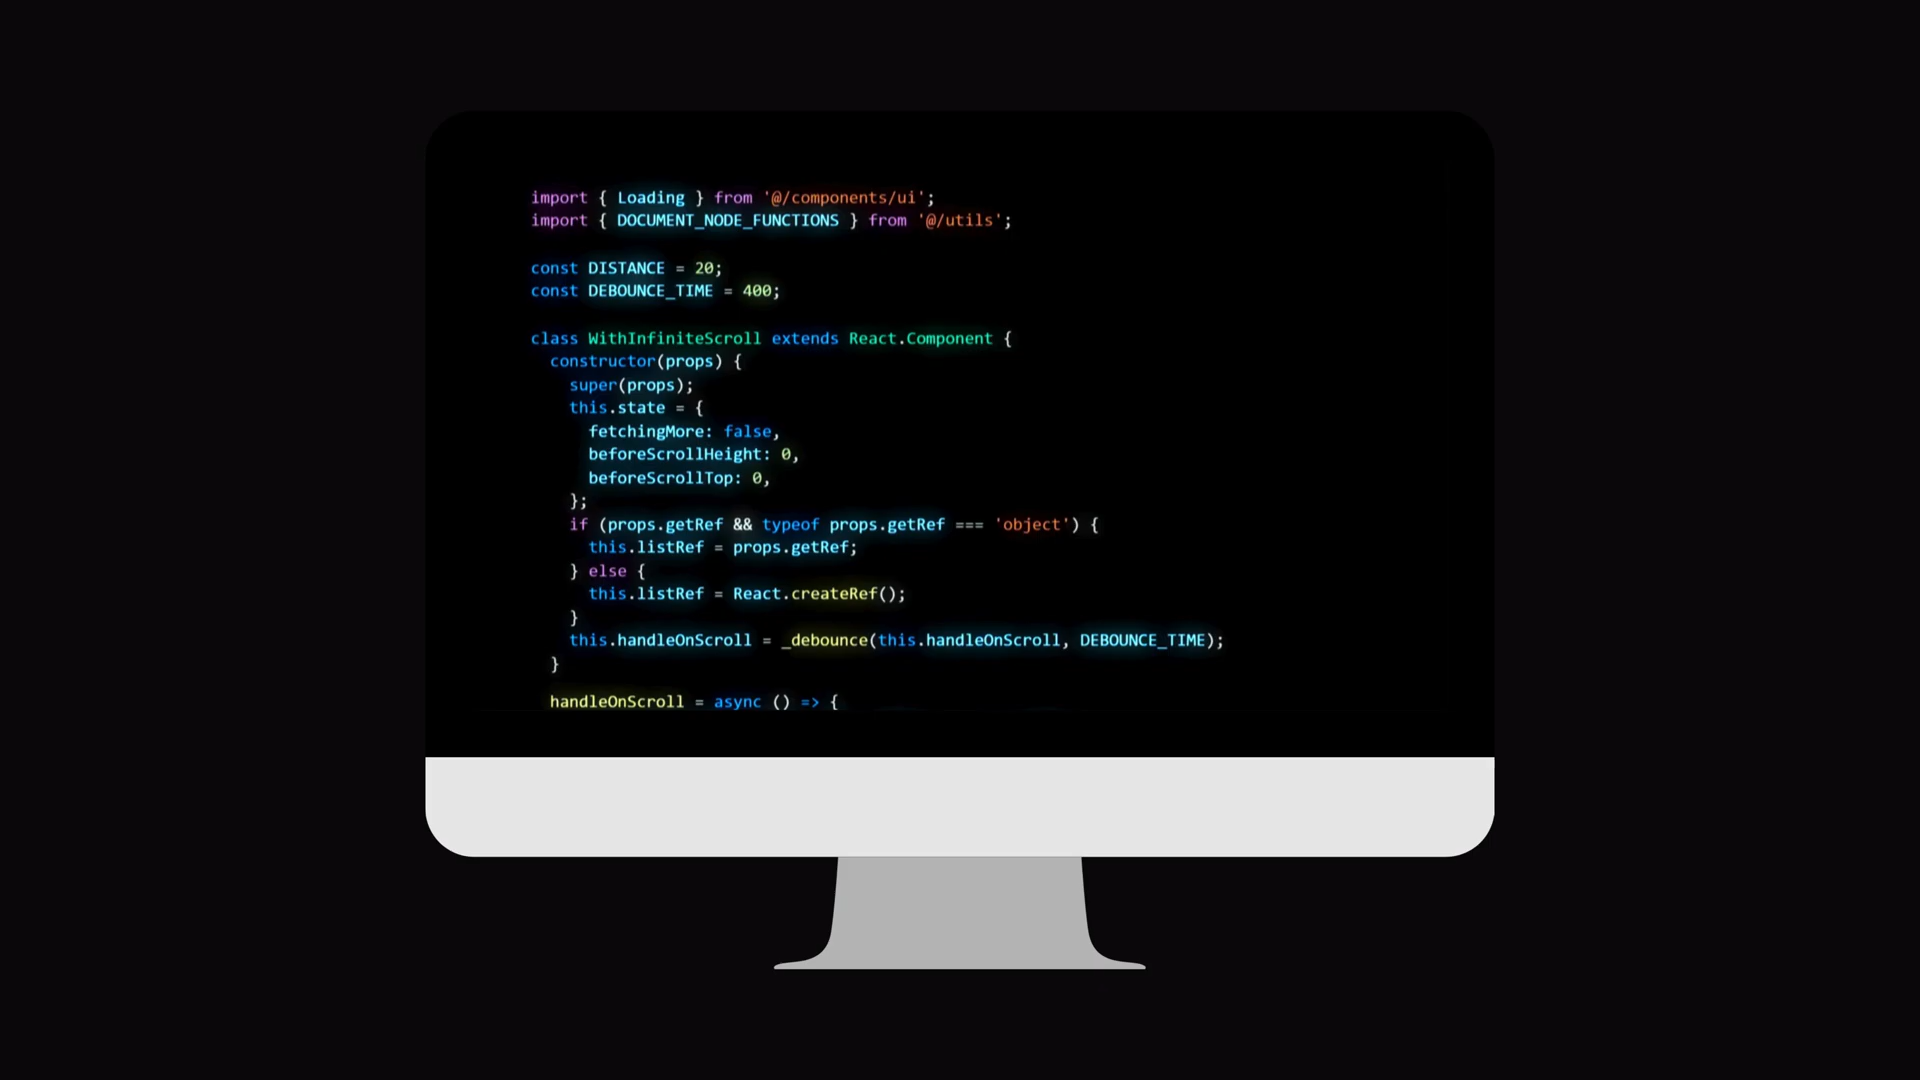 import { Loading } from '@/components/ui';
import { DOCUMENT_NODE_FUNCTIONS } from '@/utils';

const DISTANCE = 20;
const DEBOUNCE_TIME = 400;

class WithInfiniteScroll extends React.Component {
  constructor(props) {
    super(props);
    this.state = {
      fetchingMore: false,
      beforeScrollHeight: 0,
      beforeScrollTop: 0,
    };
    if (props.getRef && typeof props.getRef === 'object') {
      this.listRef = props.getRef;
    } else {
      this.listRef = React.createRef();
    }
    this.handleOnScroll = _debounce(this.handleOnScroll, DEBOUNCE_TIME);
  }

  handleOnScroll = async () => {